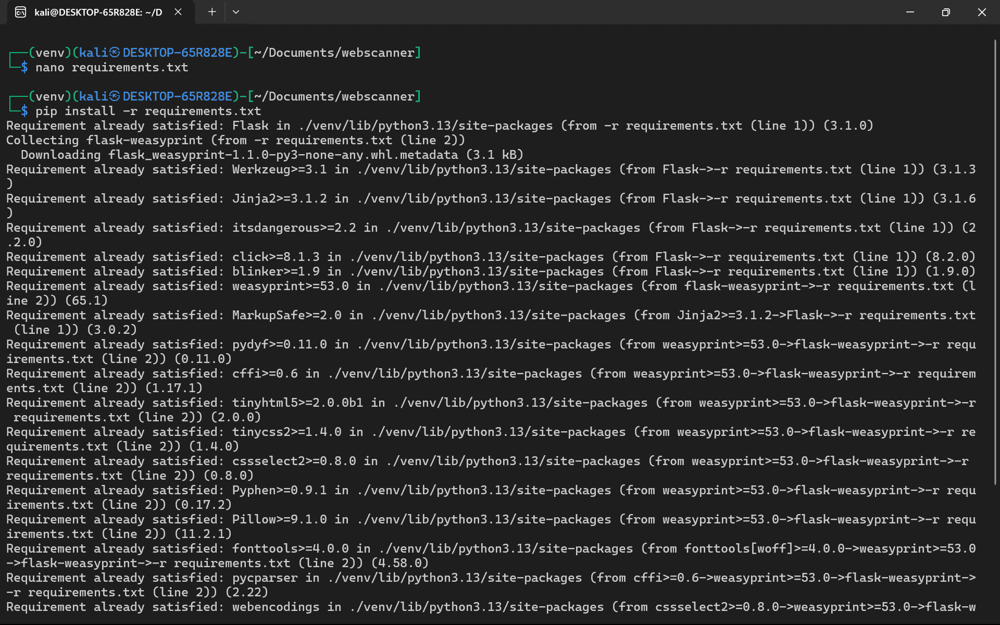 kali@DESKTOP-65R828E: ~/D
(venv)(kali㉿DESKTOP-65R828E)-[~/Documents/webscanner]
$ nano requirements.txt
(venv)(kali㉿DESKTOP-65R828E)-[~/Documents/webscanner]
$ pip install -r requirements.txt
Requirement already satisfied: Flask in ./venv/lib/python3.13/site-packages (from -r requirements.txt (line 1)) (3.1.0)
Collecting flask-weasyprint (from -r requirements.txt (line 2))
Downloading flask_weasyprint-1.1.0-py3-none-any.whl.metadata (3.1 kB)
Requirement already satisfied: Werkzeug>=3.1 in ./venv/lib/python3.13/site-packages (from Flask->-r requirements.txt (line 1)) (3.1.3
)
Requirement already satisfied: Jinja2>=3.1.2 in ./venv/lib/python3.13/site-packages (from Flask->-r requirements.txt (line 1)) (3.1.6
)
Requirement already satisfied: itsdangerous>=2.2 in ./venv/lib/python3.13/site-packages (from Flask->-r requirements.txt (line 1)) (2
.2.0)
Requirement already satisfied: click>=8.1.3 in ./venv/lib/python3.13/site-packages (from Flask->-r requirements.txt (line 1)) (8.2.0)
Requirement already satisfied: blinker>=1.9 in ./venv/lib/python3.13/site-packages (from Flask->-r requirements.txt (line 1)) (1.9.0)
Requirement already satisfied: weasyprint>=53.0 in ./venv/lib/python3.13/site-packages (from flask-weasyprint->-r requirements.txt (l
ine 2)) (65.1)
Requirement already satisfied: MarkupSafe>=2.0 in ./venv/lib/python3.13/site-packages (from Jinja2>=3.1.2->Flask->-r requirements.txt
(line 1)) (3.0.2)
Requirement already satisfied: pydyf>=0.11.0 in ./venv/lib/python3.13/site-packages (from weasyprint>=53.0->flask-weasyprint->-r requ
irements.txt (line 2)) (0.11.0)
Requirement already satisfied: cffi>=0.6 in ./venv/lib/python3.13/site-packages (from weasyprint>=53.0->flask-weasyprint->-r requirem
ents.txt (line 2)) (1.17.1)
Requirement already satisfied: tinyhtml5>=2.0.0b1 in ./venv/lib/python3.13/site-packages (from weasyprint>=53.0->flask-weasyprint->-r
requirements.txt (line 2)) (2.0.0)
Requirement already satisfied: tinycss2>=1.4.0 in ./venv/lib/python3.13/site-packages (from weasyprint>=53.0->flask-weasyprint->-r re
quirements.txt (line 2)) (1.4.0)
Requirement already satisfied: cssselect2>=0.8.0 in ./venv/lib/python3.13/site-packages (from weasyprint>=53.0->flask-weasyprint->-r
requirements.txt (line 2)) (0.8.0)
Requirement already satisfied: Pyphen>=0.9.1 in ./venv/lib/python3.13/site-packages (from weasyprint>=53.0->flask-weasyprint->-r requ
irements.txt (line 2)) (0.17.2)
Requirement already satisfied: Pillow>=9.1.0 in ./venv/lib/python3.13/site-packages (from weasyprint>=53.0->flask-weasyprint->-r requ
irements.txt (line 2)) (11.2.1)
Requirement already satisfied: fonttools>=4.0.0 in ./venv/lib/python3.13/site-packages (from fonttools[woff]>=4.0.0->weasyprint>=53.0
->flask-weasyprint->-r requirements.txt (line 2)) (4.58.0)
Requirement already satisfied: pycparser in ./venv/lib/python3.13/site-packages (from cffi>=0.6->weasyprint>=53.0->flask-weasyprint->
-r requirements.txt (line 2)) (2.22)
Requirement already satisfied: webencodings in ./venv/lib/python3.13/site-packages (from cssselect2>=0.8.0->weasyprint>=53.0->flask-w